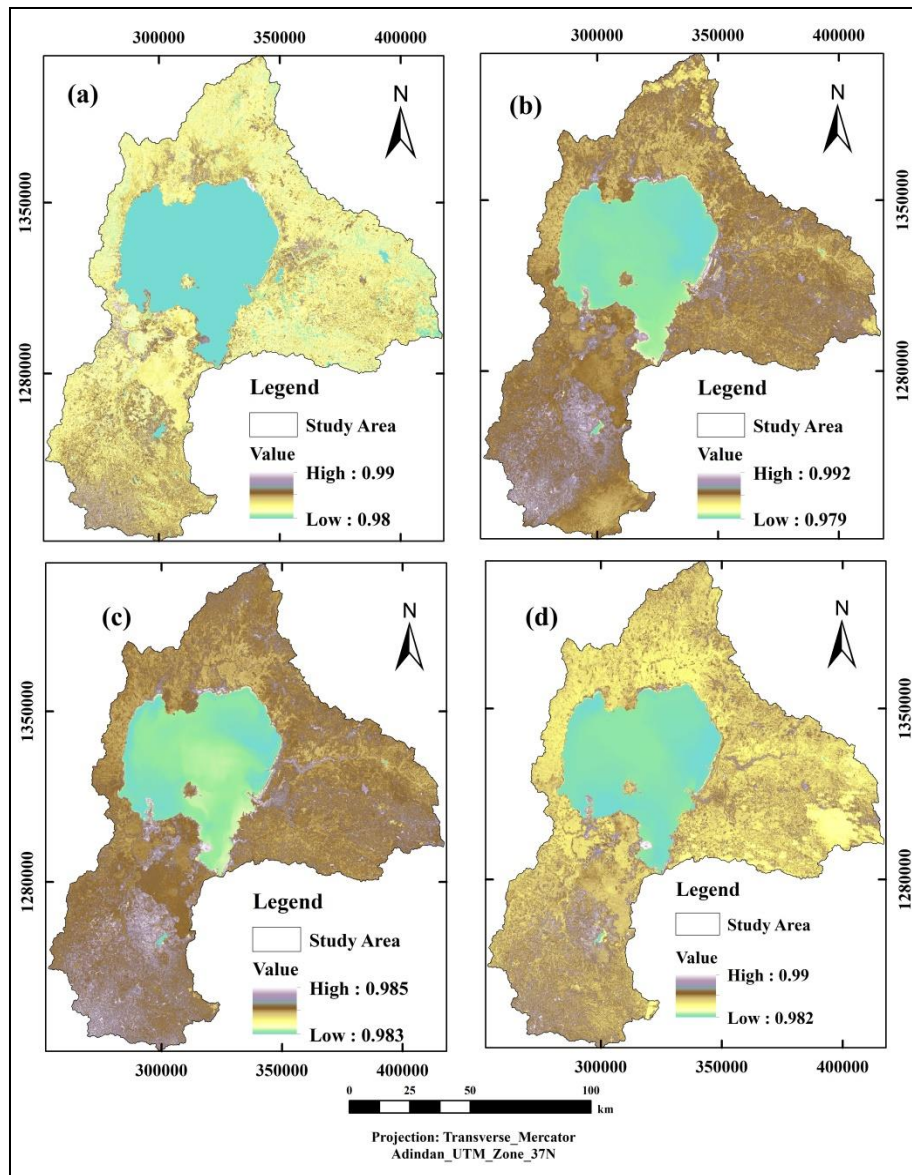 300000 350000 400000
300000 350000 400000
(a)
N
1350000
1280000
Legend
Study Area
Value
High : 0.99
Low : 0.98
(b)
N
1350000
1280000
Legend
Study Area
Value
High : 0.992
Low : 0.979
(c)
N
1350000
1280000
Legend
Study Area
Value
High : 0.985
Low : 0.983
(d)
N
1350000
1280000
Legend
Study Area
Value
High : 0.99
Low : 0.982
300000 350000 400000
300000 350000 400000
0 25 50 100
km
Projection: Transverse_Mercator
Adindan_UTM_Zone_37N